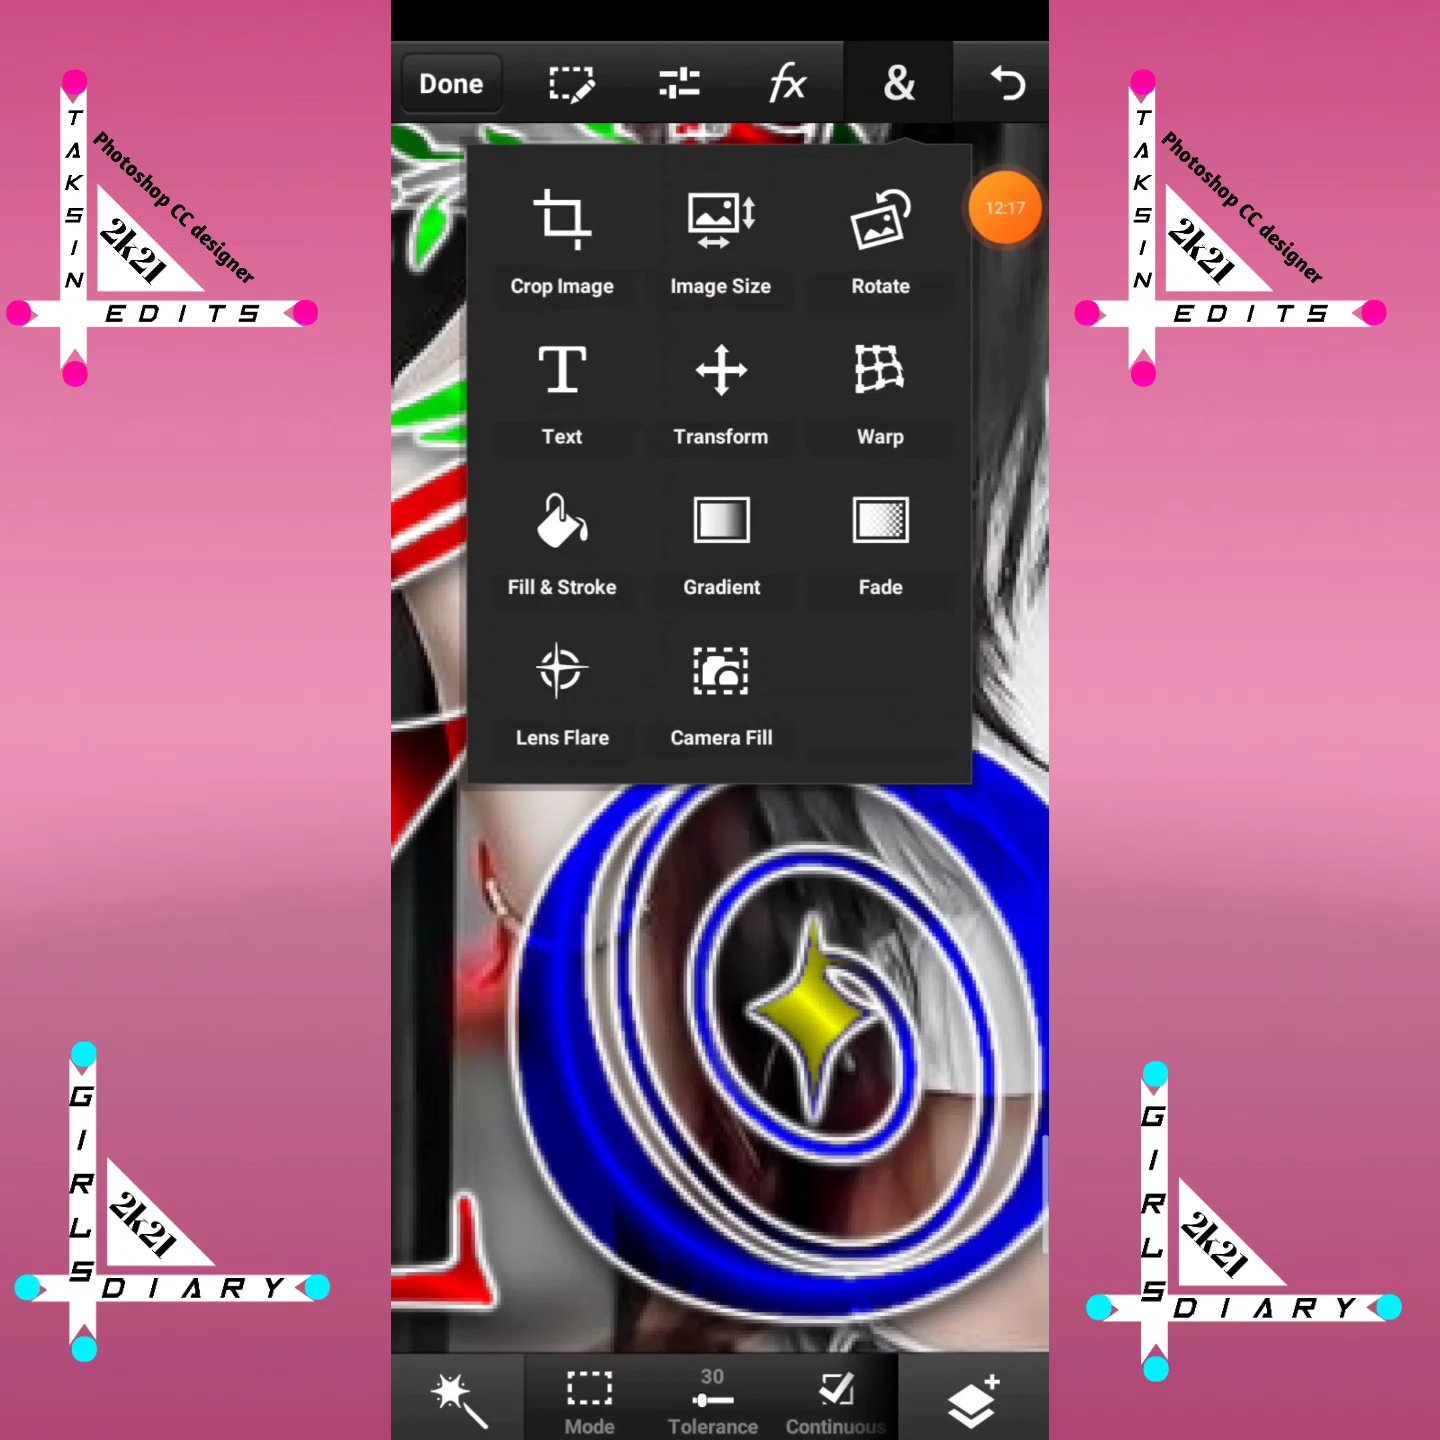 Done
fx
&
12:17
Crop Image
Image Size
Rotate
T
Text
Transform
Warp
Fill & Stroke
Gradient
Fade
Lens Flare
Camera Fill
30
Mode
Tolerance
Continuous
TAKSIN
Photoshop CC designer
2k21
EDITS
TAKSIN
Photoshop CC designer
2k21
EDITS
GIRLS
2k21
DIARY
GIRLS
2k21
DIARY